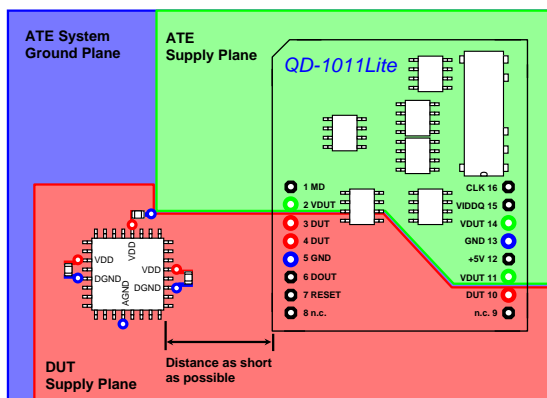 ATE System
Ground Plane
ATE
Supply Plane
QD-1011Lite
1 MD
2 VDUT
3 DUT
4 DUT
5 GND
6 DOUT
7 RESET
8 n.c.
CLK 16
VIDDQ 15
VDUT 14
GND 13
+5V 12
VDUT 11
DUT 10
n.c. 9
VDD
VDD
VDD
DGND
DGND
AGND
Distance as short
as possible
DUT
Supply Plane